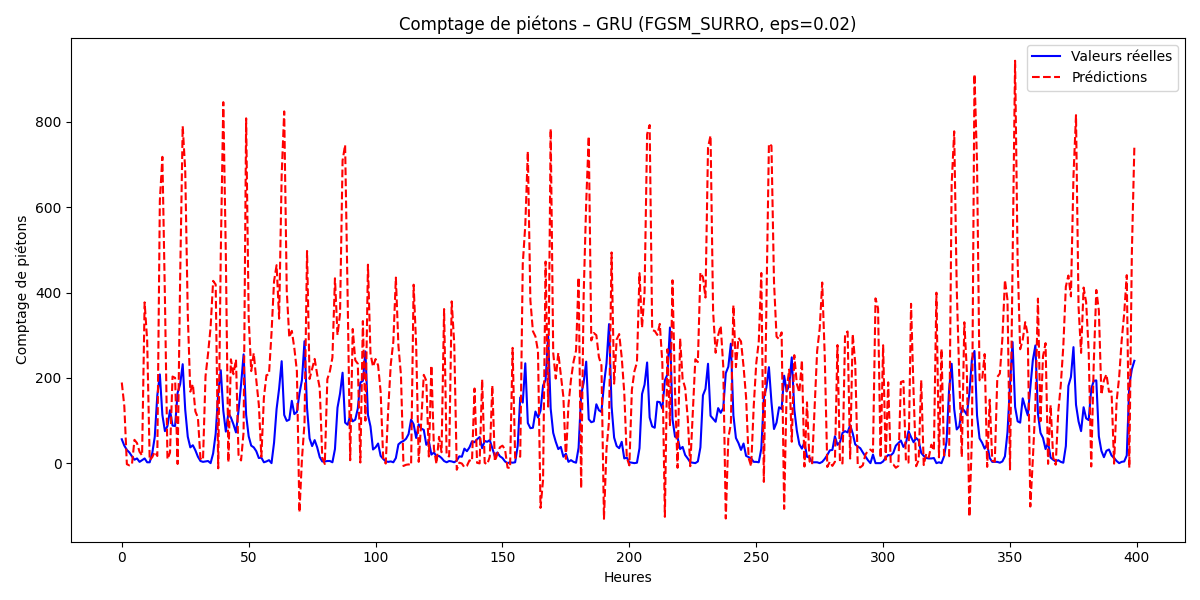 Comptage de piétons – GRU (FGSM_SURRO, eps=0.02)
Valeurs réelles
Prédictions
Comptage de piétons
800
600
400
200
0
0 50 100 150 200 250 300 350 400
Heures